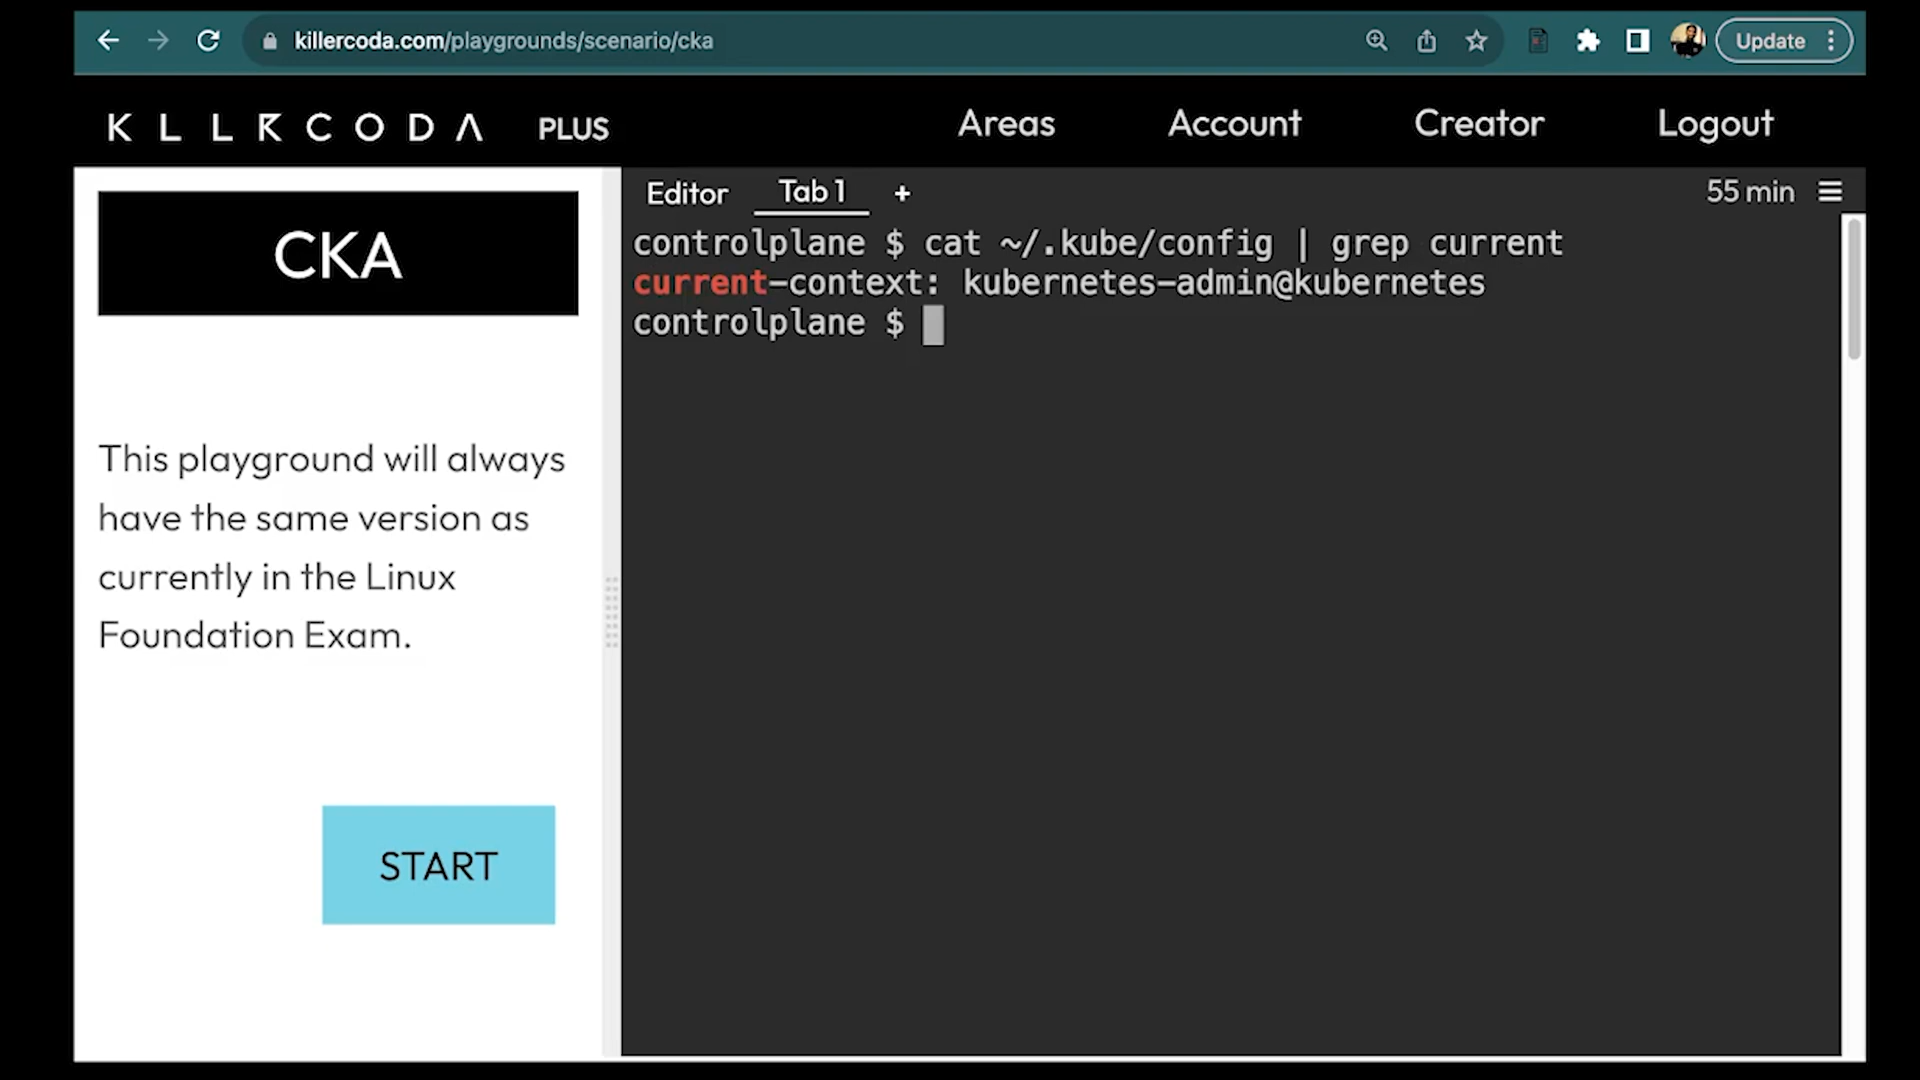 killercoda.com/playgrounds/scenario/cka
Update
KLLRCODA PLUS
Areas
Account
Creator
Logout
CKA
This playground will always
have the same version as
currently in the Linux
Foundation Exam.
START
Editor
Tab 1
+
55 min
controlplane $ cat ~/.kube/config | grep current
current-context: kubernetes-admin@kubernetes
controlplane $